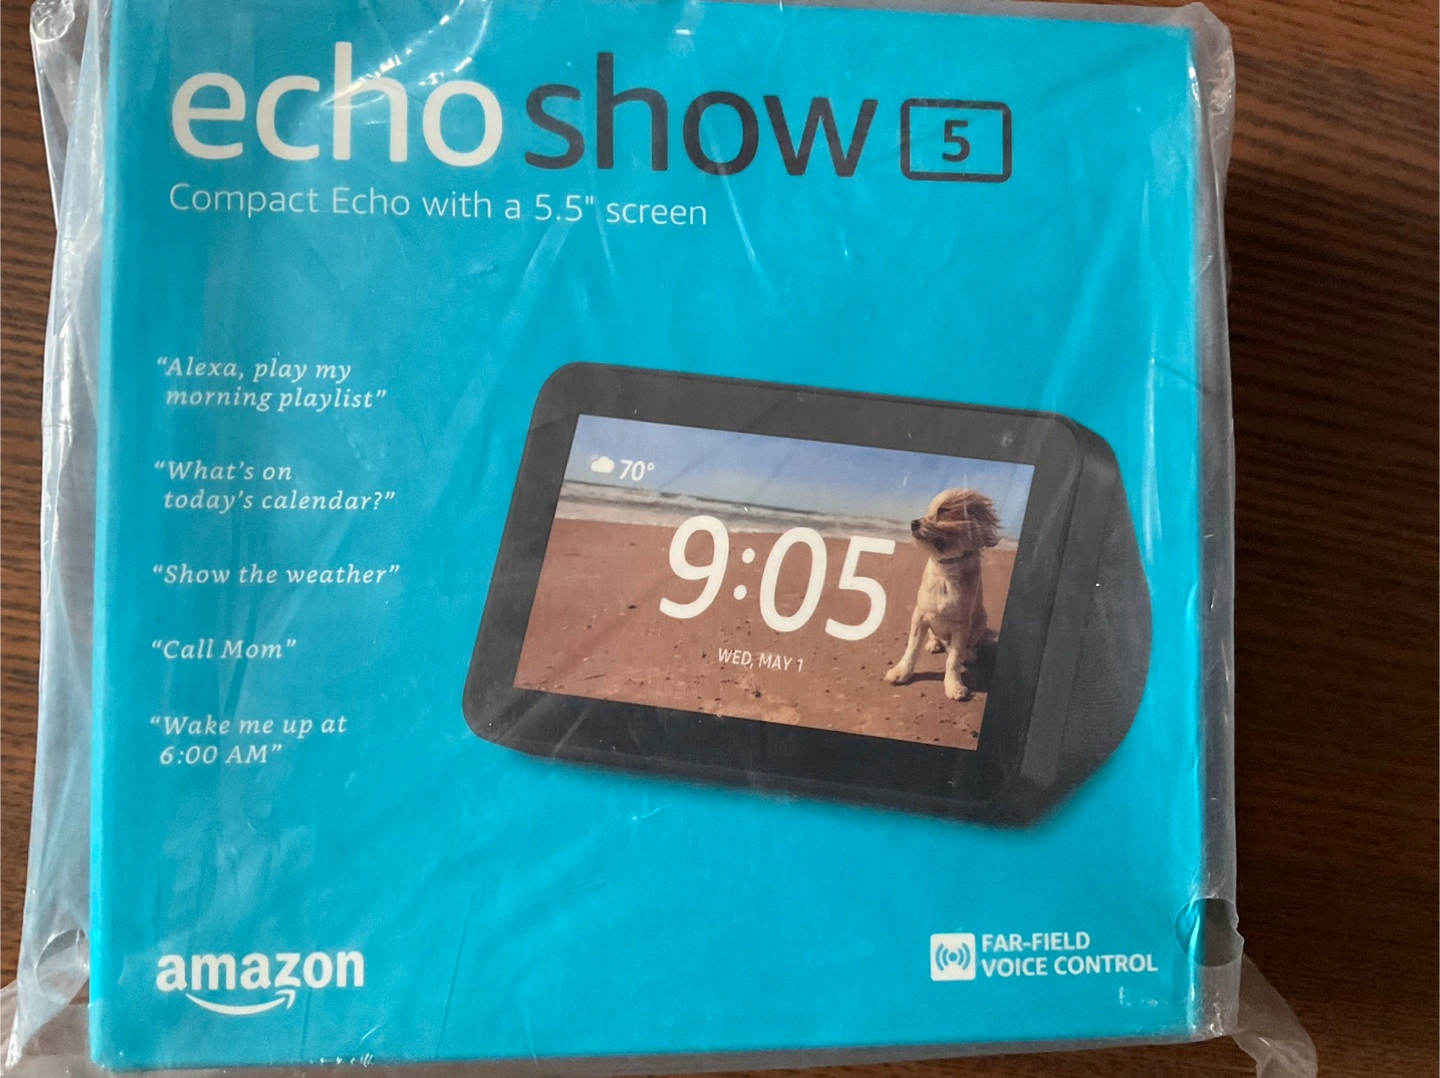 echo show 5
Compact Echo with a 5.5" screen
“Alexa, play my
morning playlist”
“What’s on
today’s calendar?”
“Show the weather”
“Call Mom”
“Wake me up at
6:00 AM”
70°
9:05
WED, MAY 1
amazon
FAR-FIELD
VOICE CONTROL